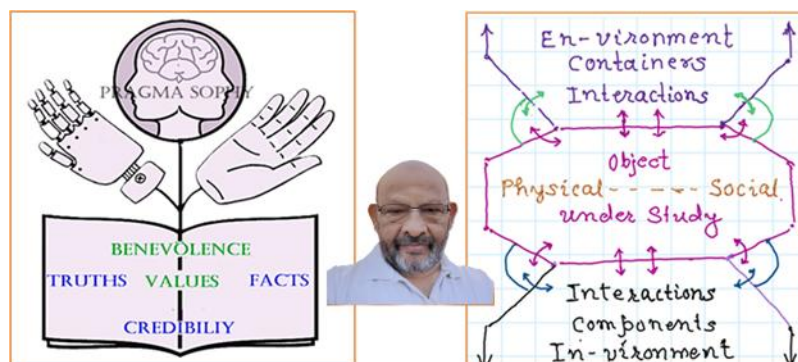 PRAGMA SOPHY
BENEVOLENCE
TRUTHS VALUES FACTS
CREDIBILIY
En-vironment
Containers
Interactions
Object
Physical - - - - - Social
under Study
Interactions
Components
In-vironment